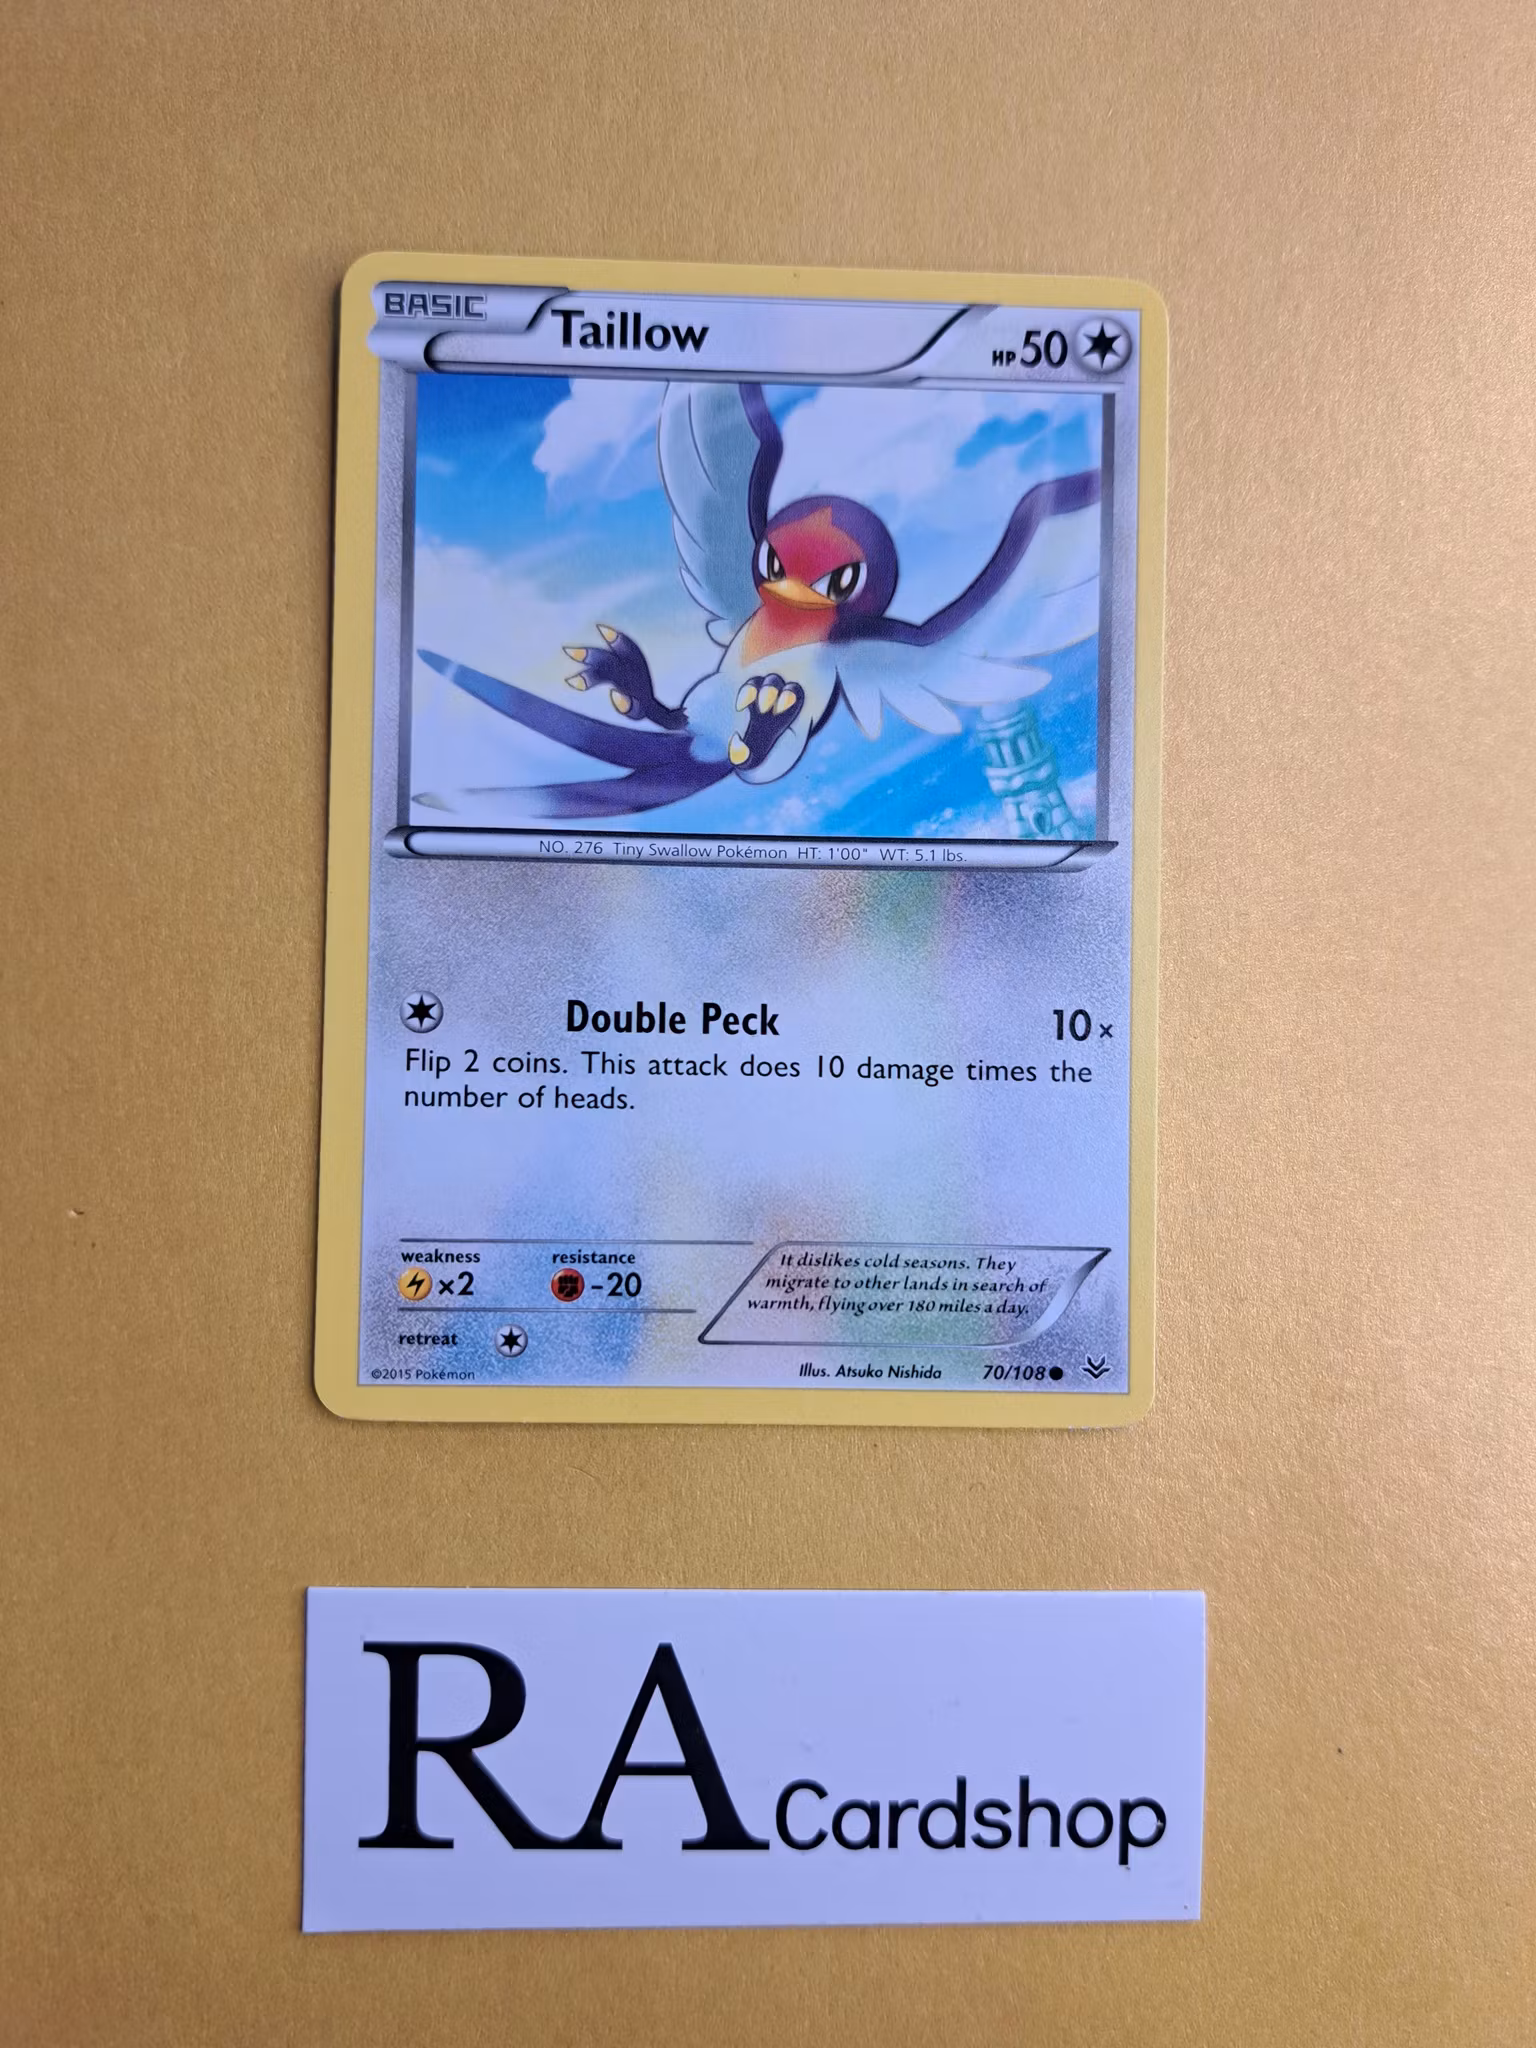 BASIC Taillow HP 50
NO. 276 Tiny Swallow Pokémon HT: 1'00" WT: 5.1 lbs.
Double Peck 10×
Flip 2 coins. This attack does 10 damage times the
number of heads.
weakness resistance
×2 -20
retreat
It dislikes cold seasons. They
migrate to other lands in search of
warmth, flying over 180 miles a day.
©2015 Pokémon Illus. Atsuko Nishida 70/108
RA Cardshop